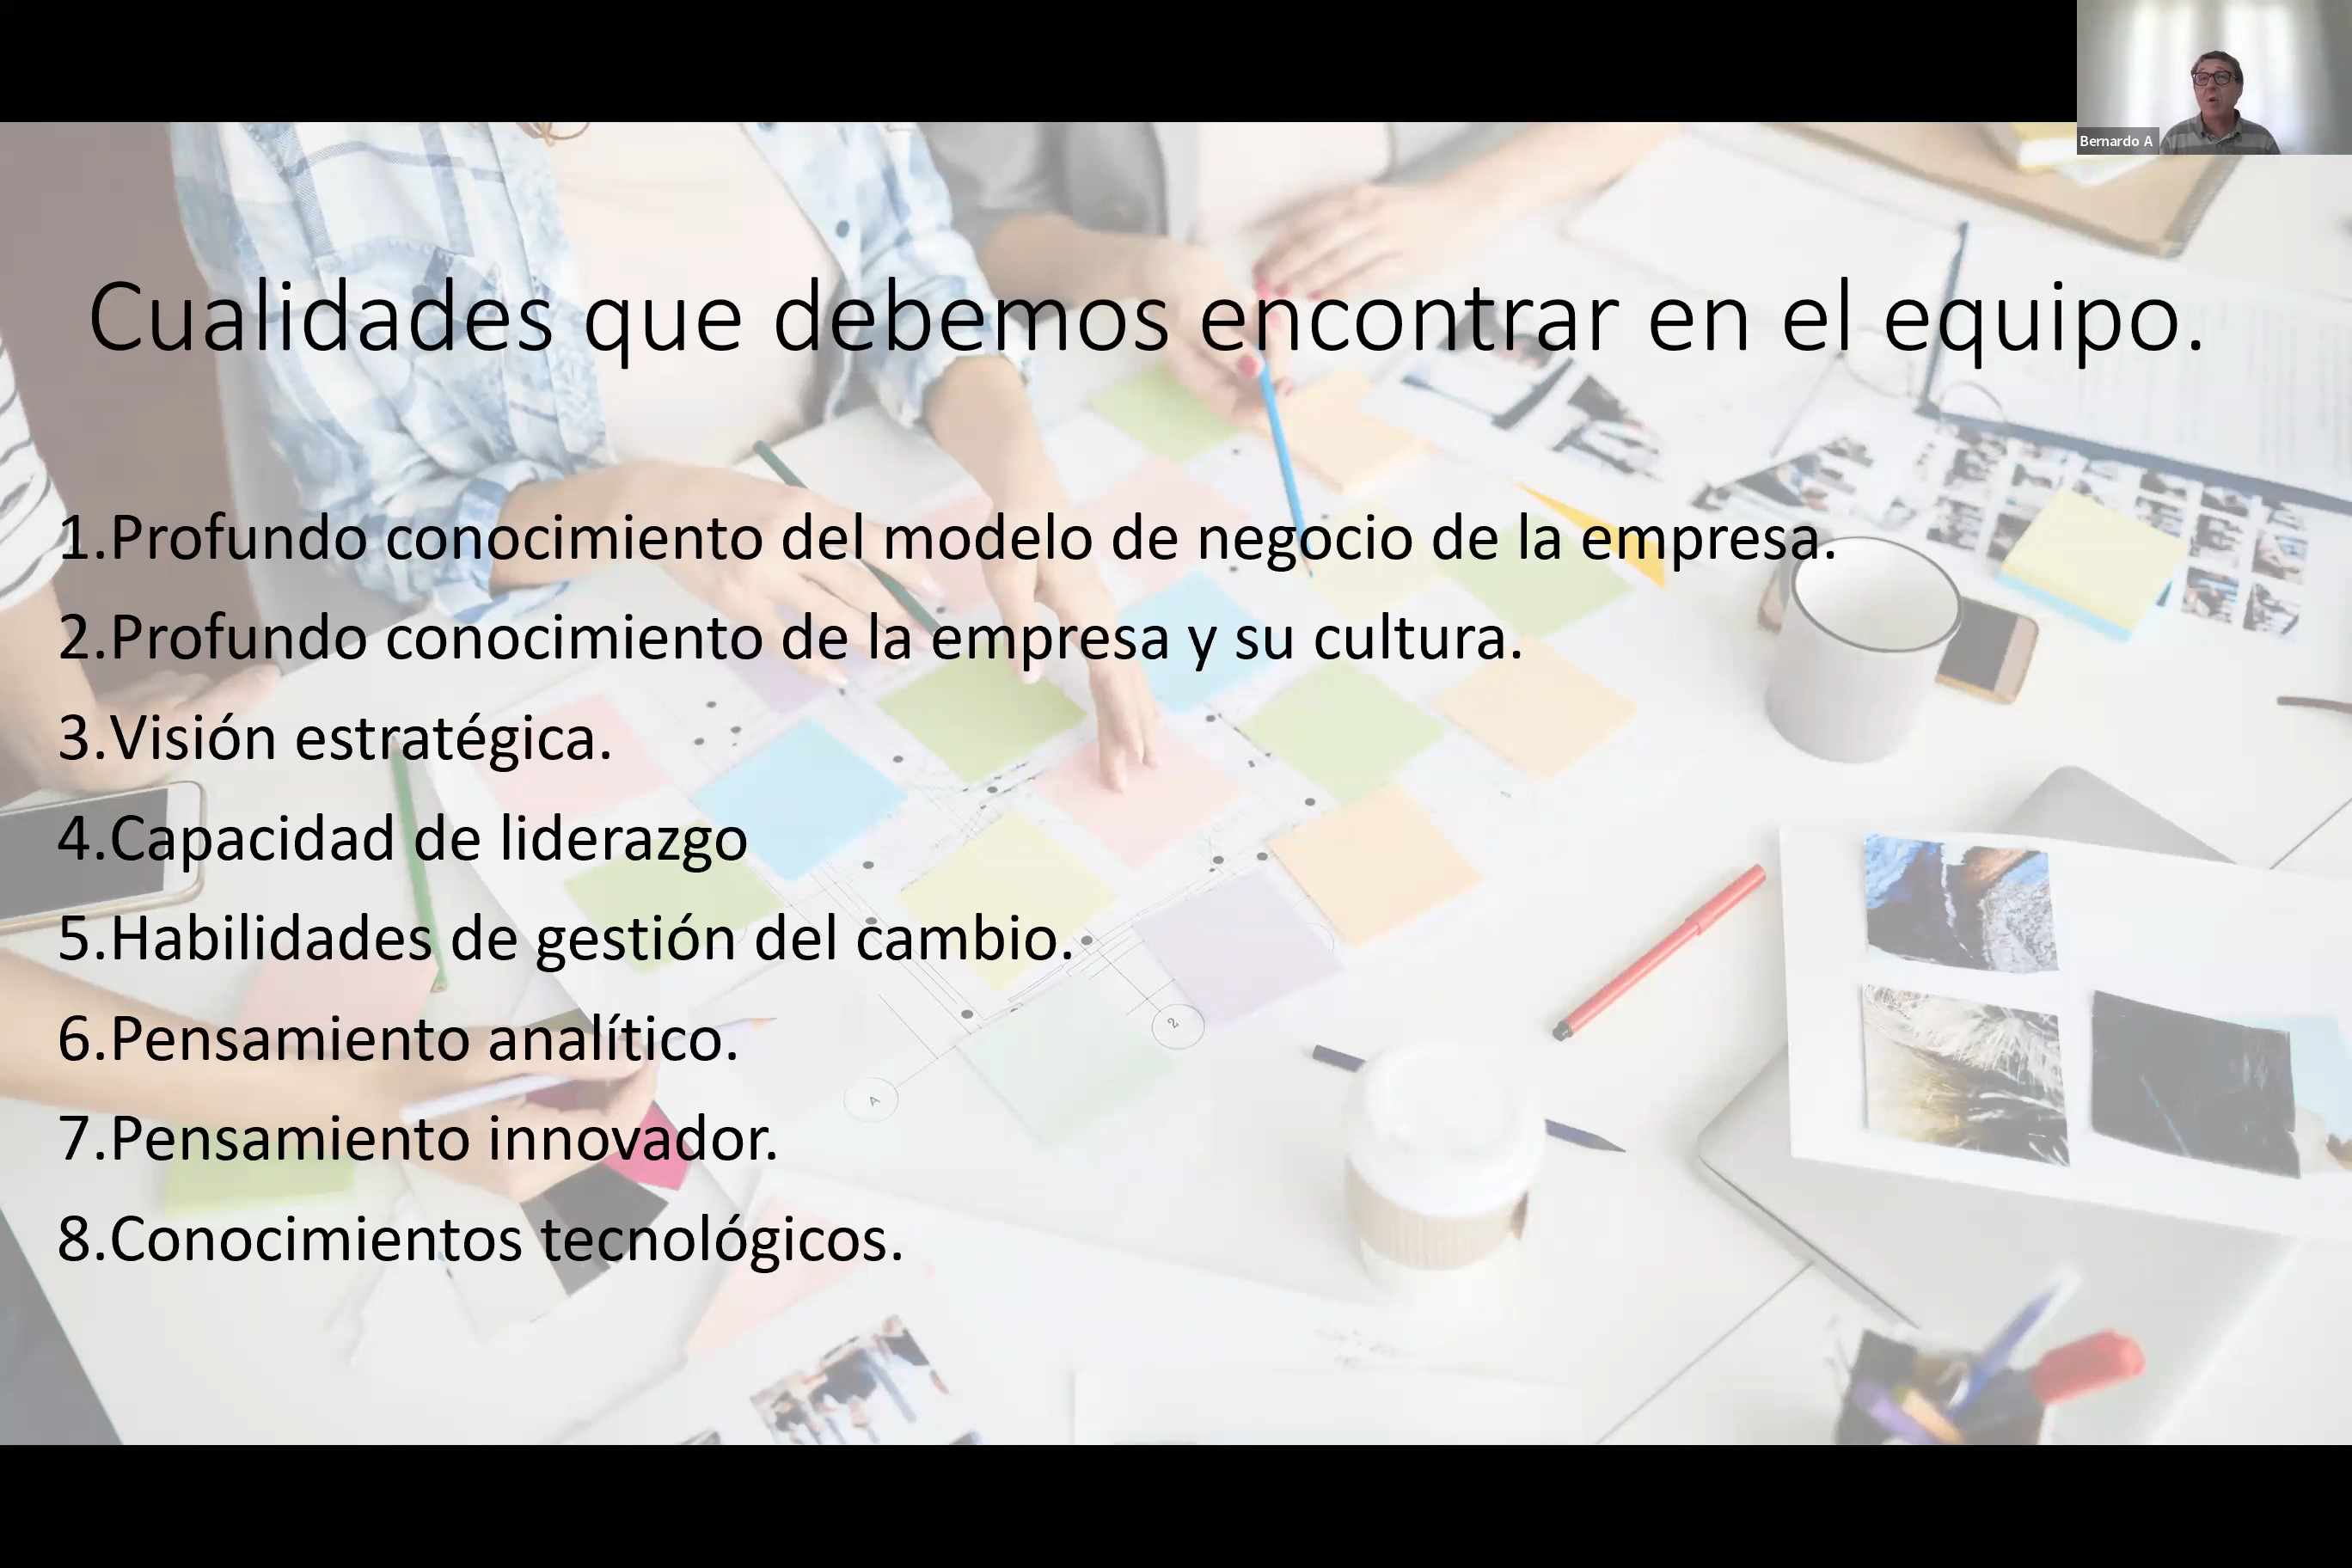 Bernardo A
Cualidades que debemos encontrar en el equipo.
1.Profundo conocimiento del modelo de negocio de la empresa.
2.Profundo conocimiento de la empresa y su cultura.
3.Visión estratégica.
4.Capacidad de liderazgo
5.Habilidades de gestión del cambio.
6.Pensamiento analítico.
7.Pensamiento innovador.
8.Conocimientos tecnológicos.
2
A